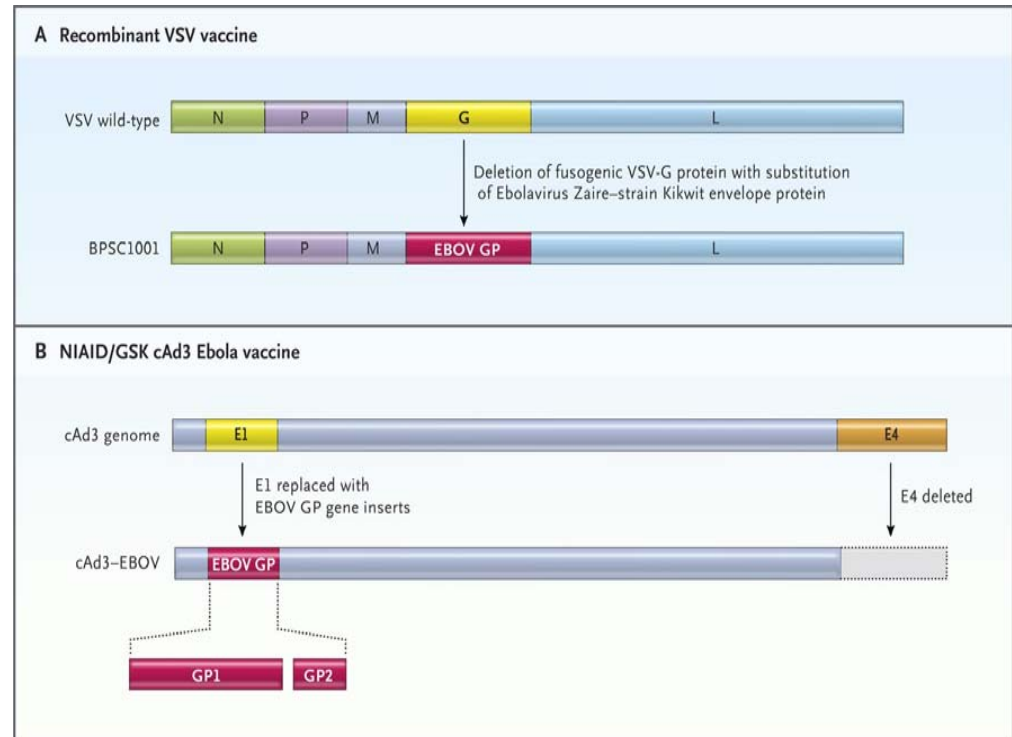 A Recombinant VSV vaccine
VSV wild-type
N
P
M
G
L
Deletion of fusogenic VSV-G protein with substitution
of Ebolavirus Zaire–strain Kikwit envelope protein
BPSC1001
N
P
M
EBOV GP
L
B NIAID/GSK cAd3 Ebola vaccine
cAd3 genome
E1
E4
E1 replaced with
EBOV GP gene inserts
E4 deleted
cAd3–EBOV
EBOV GP
GP1
GP2